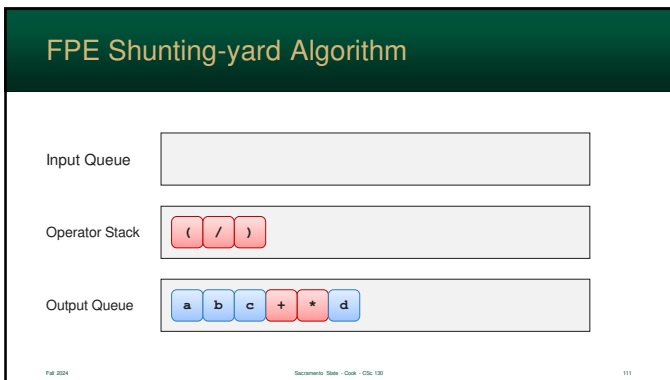 FPE Shunting-yard Algorithm
Input Queue
Operator Stack ( / )
Output Queue a b c + * d
Fall 2024 Sacramento State - Cook - CSc 130 111